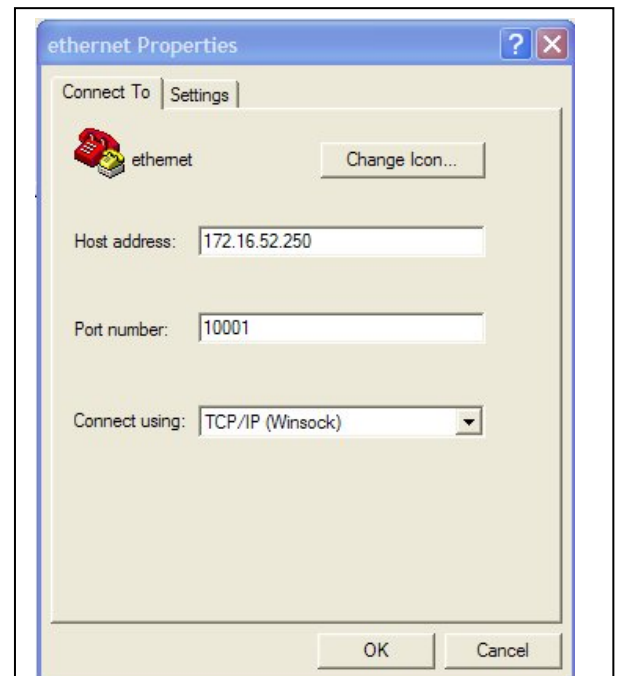 ethernet Properties
Connect To Settings
ethernet Change Icon...
Host address: 172.16.52.250
Port number: 10001
Connect using: TCP/IP (Winsock)
OK Cancel